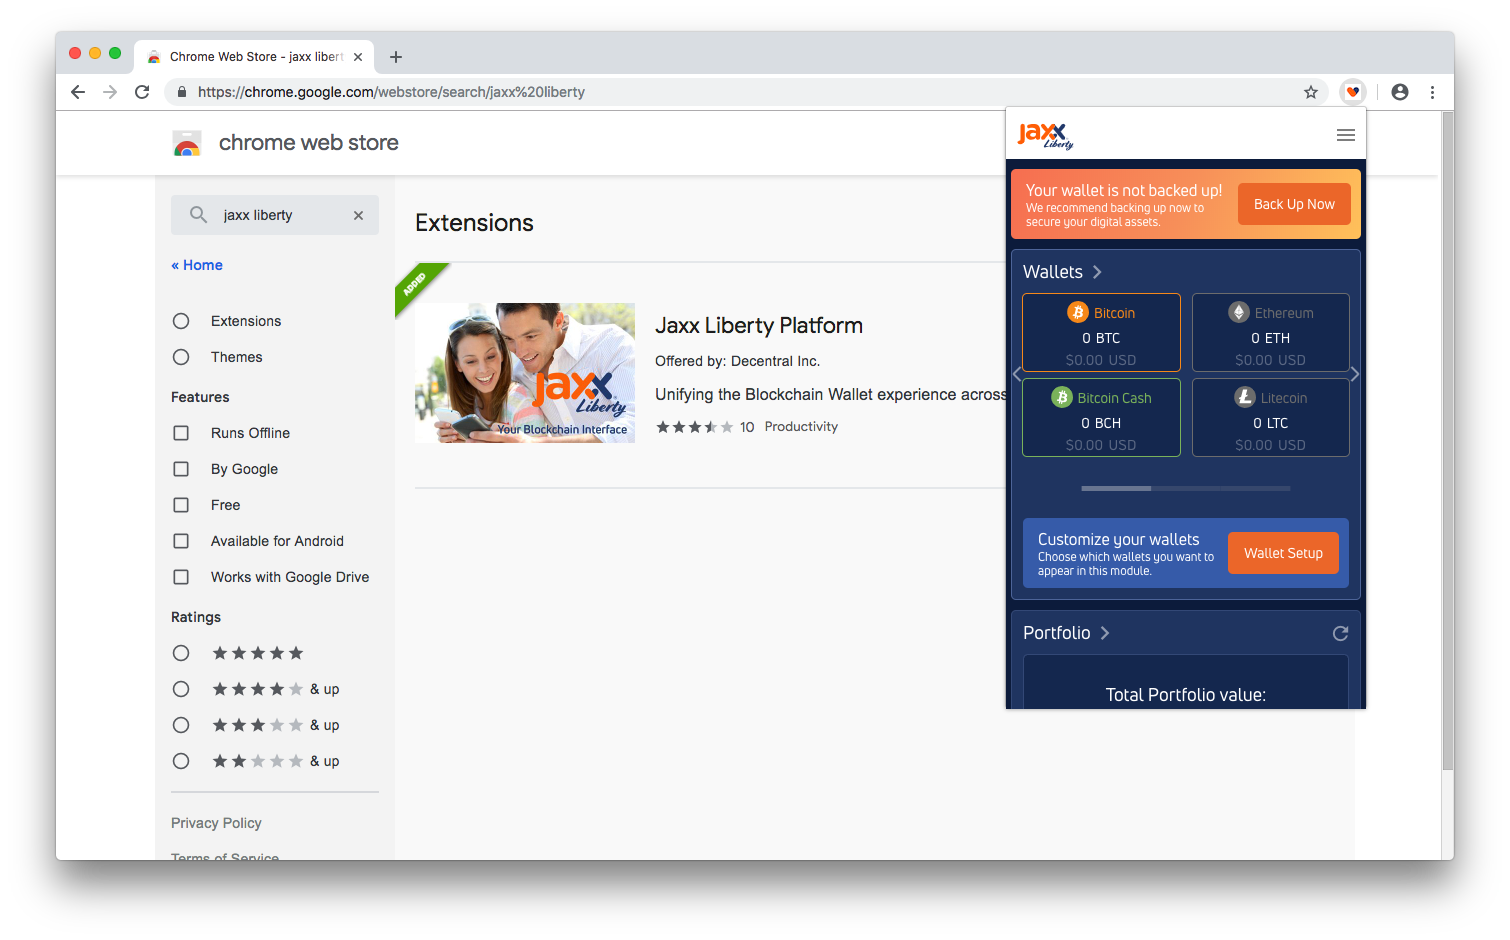 Chrome Web Store - jaxx libert
https://chrome.google.com/webstore/search/jaxx%20liberty
chrome web store
jaxx liberty
« Home
Extensions
Themes
Features
Runs Offline
By Google
Free
Available for Android
Works with Google Drive
Ratings
& up
& up
& up
Privacy Policy
Terms of Service
Extensions
ADDED
jaxx
Liberty
Your Blockchain Interface
Jaxx Liberty Platform
Offered by: Decentral Inc.
Unifying the Blockchain Wallet experience across
10 Productivity
jaxx
Liberty
Your wallet is not backed up!
We recommend backing up now to
secure your digital assets.
Back Up Now
Wallets
Bitcoin
0 BTC
$0.00 USD
Ethereum
0 ETH
$0.00 USD
Bitcoin Cash
0 BCH
$0.00 USD
Litecoin
0 LTC
$0.00 USD
Customize your wallets
Choose which wallets you want to
appear in this module.
Wallet Setup
Portfolio
Total Portfolio value: